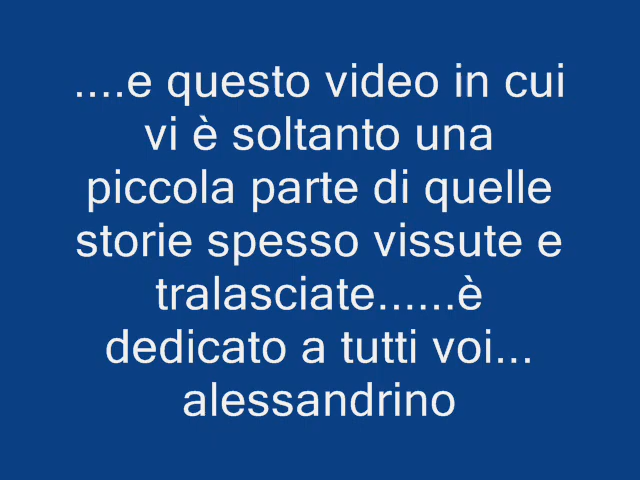 ....e questo video in cui
vi è soltanto una
piccola parte di quelle
storie spesso vissute e
tralasciate......è
dedicato a tutti voi...
alessandrino